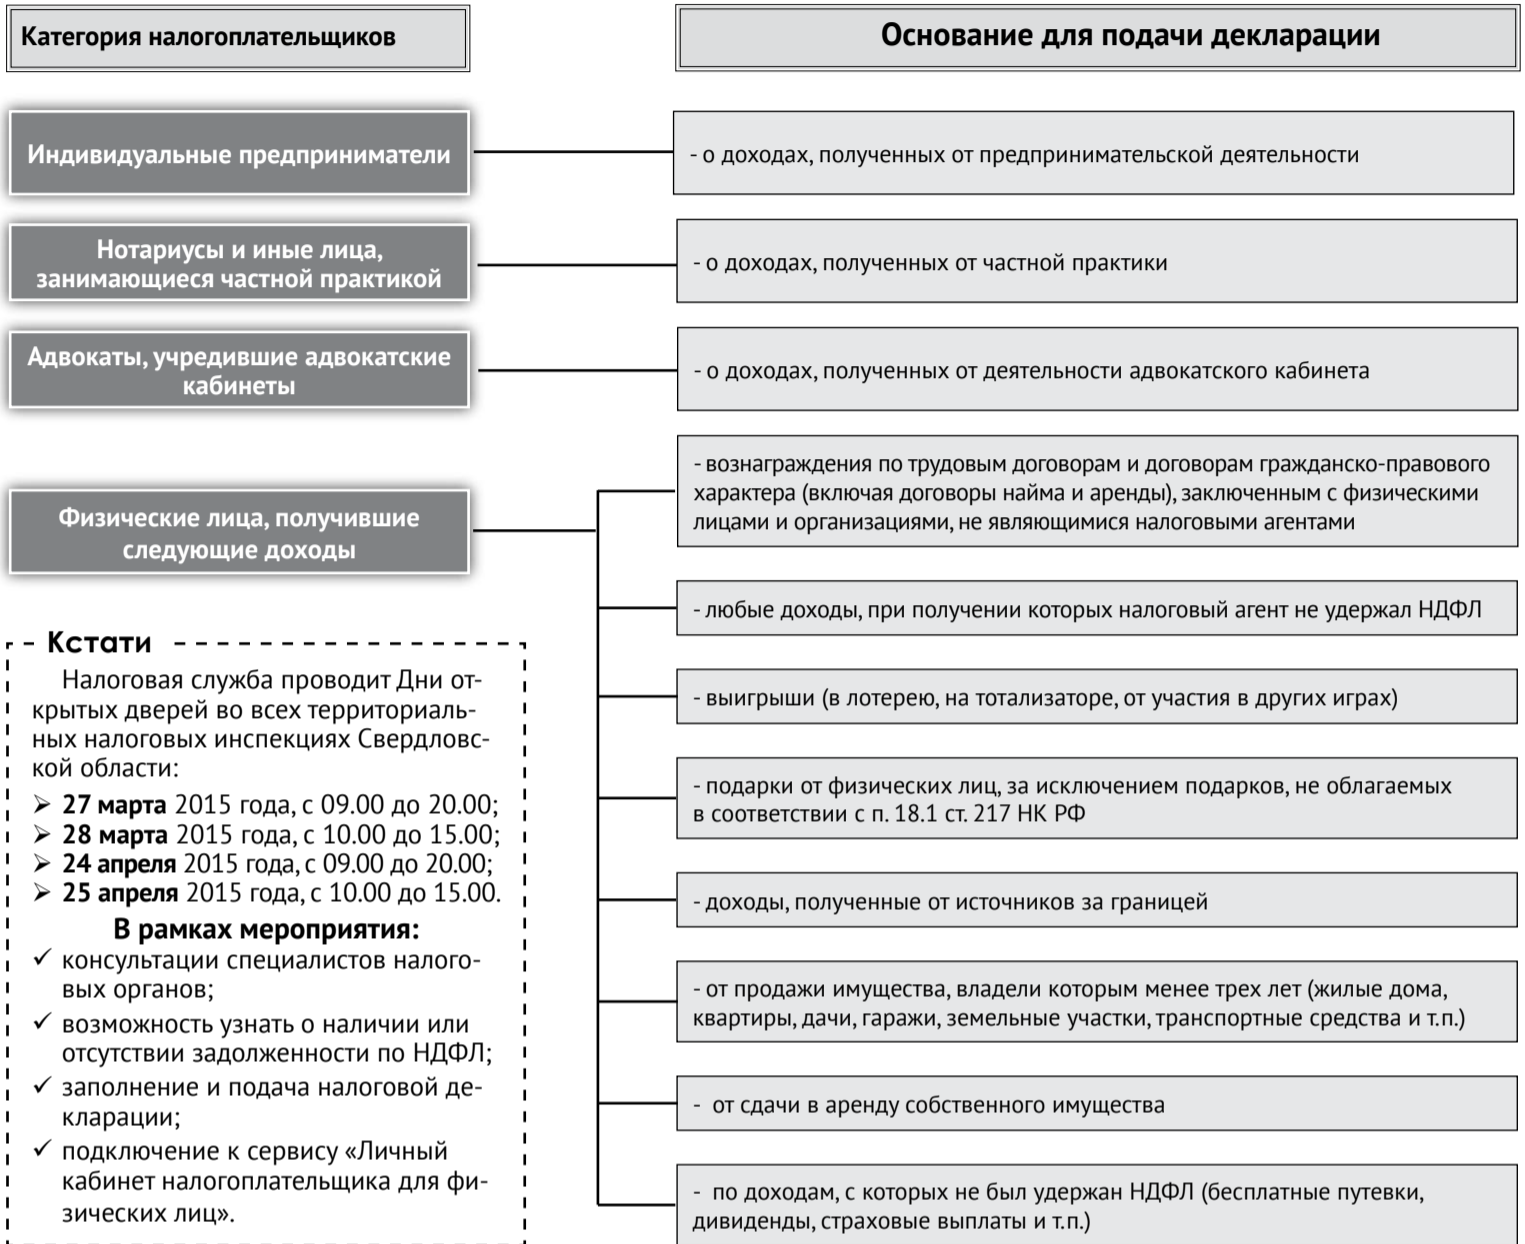 Категория налогоплательщиков
Основание для подачи декларации
Индивидуальные предприниматели
- о доходах, полученных от предпринимательской деятельности
Нотариусы и иные лица,
занимающиеся частной практикой
- о доходах, полученных от частной практики
Адвокаты, учредившие адвокатские
кабинеты
- о доходах, полученных от деятельности адвокатского кабинета
Физические лица, получившие
следующие доходы
- вознаграждения по трудовым договорам и договорам гражданско-правового
характера (включая договоры найма и аренды), заключенным с физическими
лицами и организациями, не являющимися налоговыми агентами
- любые доходы, при получении которых налоговый агент не удержал НДФЛ
- выигрыши (в лотерею, на тотализаторе, от участия в других играх)
- подарки от физических лиц, за исключением подарков, не облагаемых
в соответствии с п. 18.1 ст. 217 НК РФ
- доходы, полученные от источников за границей
- от продажи имущества, владели которым менее трех лет (жилые дома,
квартиры, дачи, гаражи, земельные участки, транспортные средства и т.п.)
- от сдачи в аренду собственного имущества
- по доходам, с которых не был удержан НДФЛ (бесплатные путевки,
дивиденды, страховые выплаты и т.п.)
Кстати
Налоговая служба проводит Дни от-
крытых дверей во всех территориаль-
ных налоговых инспекциях Свердловс-
кой области:
➢ 27 марта 2015 года, с 09.00 до 20.00;
➢ 28 марта 2015 года, с 10.00 до 15.00;
➢ 24 апреля 2015 года, с 09.00 до 20.00;
➢ 25 апреля 2015 года, с 10.00 до 15.00.
В рамках мероприятия:
✓ консультации специалистов налого-
вых органов;
✓ возможность узнать о наличии или
отсутствии задолженности по НДФЛ;
✓ заполнение и подача налоговой де-
кларации;
✓ подключение к сервису «Личный
кабинет налогоплательщика для фи-
зических лиц».